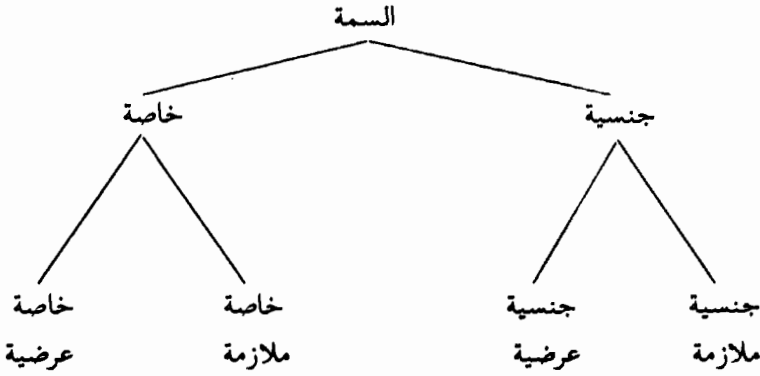 السمة
جنسية خاصة
جنسية جنسية خاصة خاصة
ملازمة عرضية ملازمة عرضية